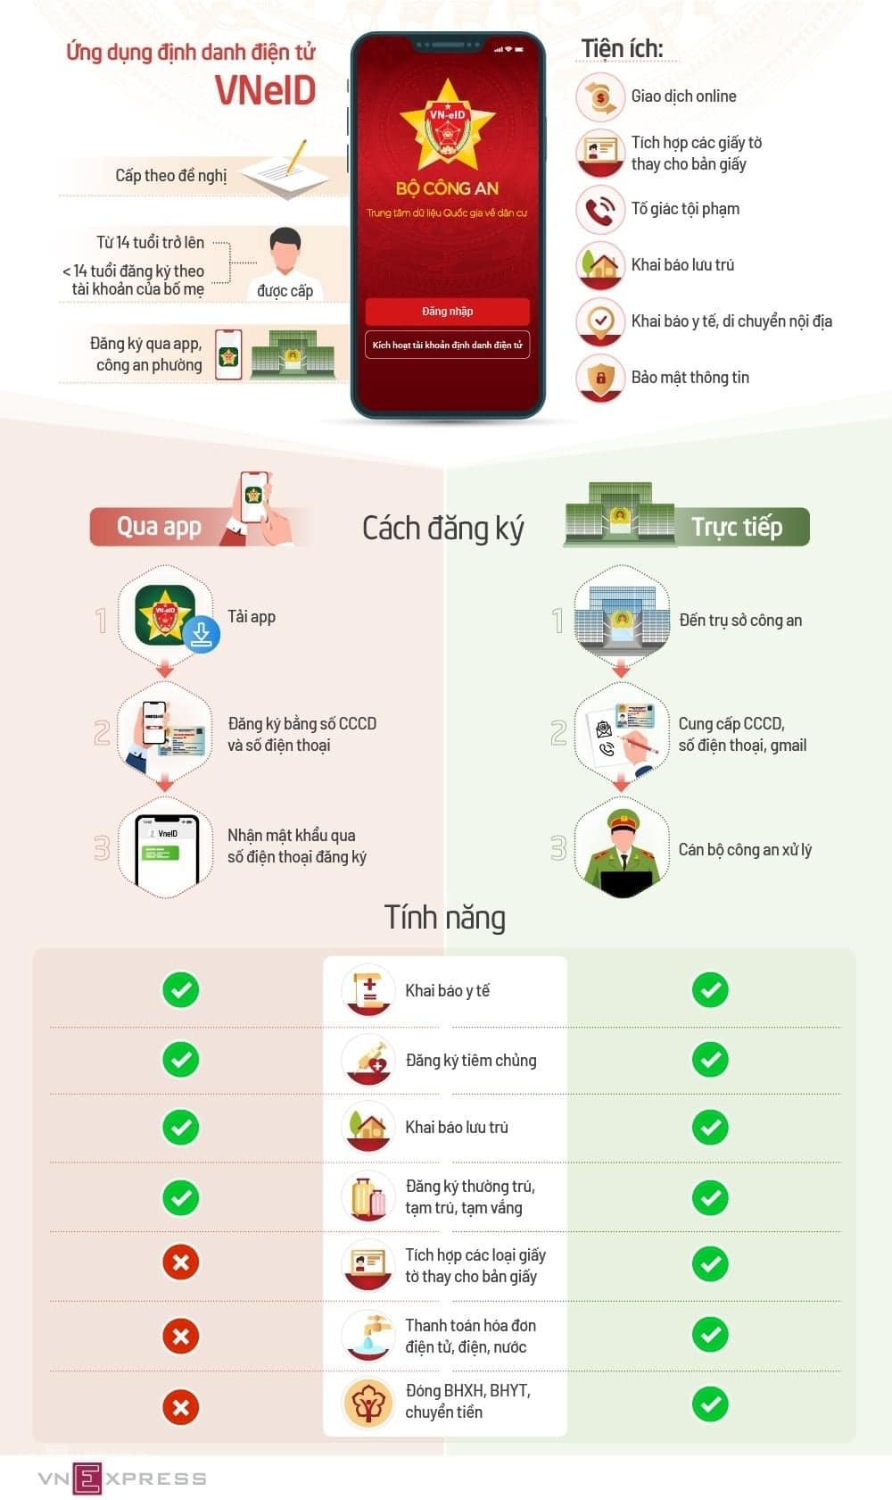 Ứng dụng định danh điện tử
VNeID
Cấp theo đề nghị
Từ 14 tuổi trở lên
< 14 tuổi đăng ký theo
tài khoản của bố mẹ
được cấp
Đăng ký qua app,
công an phường
VN-eID
BỘ CÔNG AN
Trung tâm dữ liệu Quốc gia về dân cư
Đăng nhập
Kích hoạt tài khoản định danh điện tử
Tiện ích:
Giao dịch online
Tích hợp các giấy tờ
thay cho bản giấy
Tố giác tội phạm
Khai báo lưu trú
Khai báo y tế, di chuyển nội địa
Bảo mật thông tin
Cách đăng ký
Qua app
1
VN-eID
Tải app
2
Đăng ký bằng số CCCD
và số điện thoại
3
VneID
Nhận mật khẩu qua
số điện thoại đăng ký
Trực tiếp
1
Đến trụ sở công an
2
Cung cấp CCCD,
số điện thoại, gmail
3
Cán bộ công an xử lý
Tính năng
Khai báo y tế
Đăng ký tiêm chủng
Khai báo lưu trú
Đăng ký thường trú,
tạm trú, tạm vắng
Tích hợp các loại giấy
tờ thay cho bản giấy
Thanh toán hóa đơn
điện tử, điện, nước
Đóng BHXH, BHYT,
chuyển tiền
VNEXPRESS